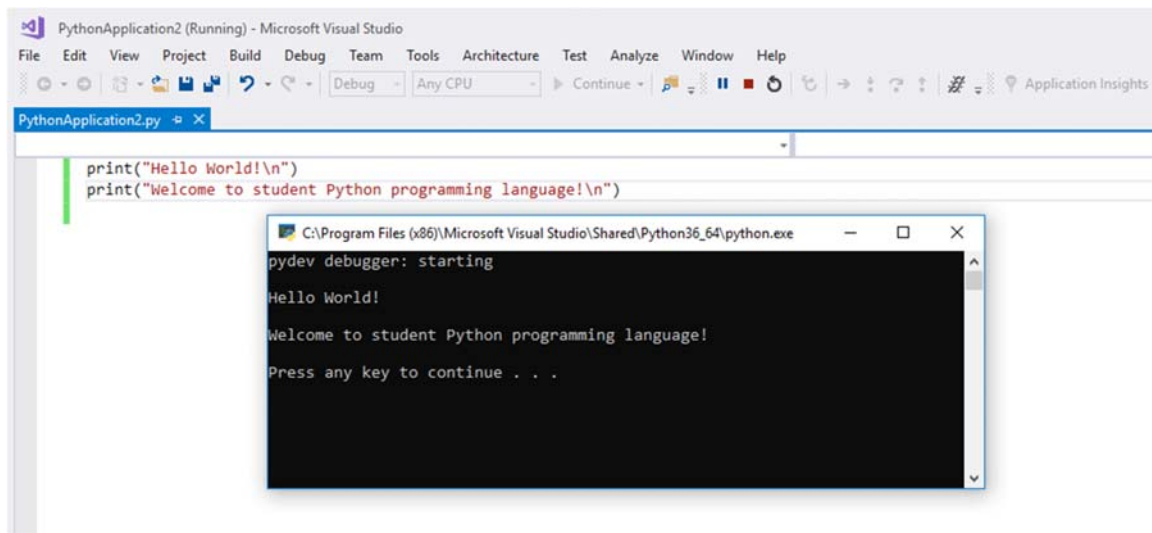 PythonApplication2 (Running) - Microsoft Visual Studio
File Edit View Project Build Debug Team Tools Architecture Test Analyze Window Help
Debug Any CPU Continue Application Insights
PythonApplication2.py
print("Hello World!\n")
print("Welcome to student Python programming language!\n")
C:\Program Files (x86)\Microsoft Visual Studio\Shared\Python36_64\python.exe
pydev debugger: starting
Hello World!
Welcome to student Python programming language!
Press any key to continue . . .